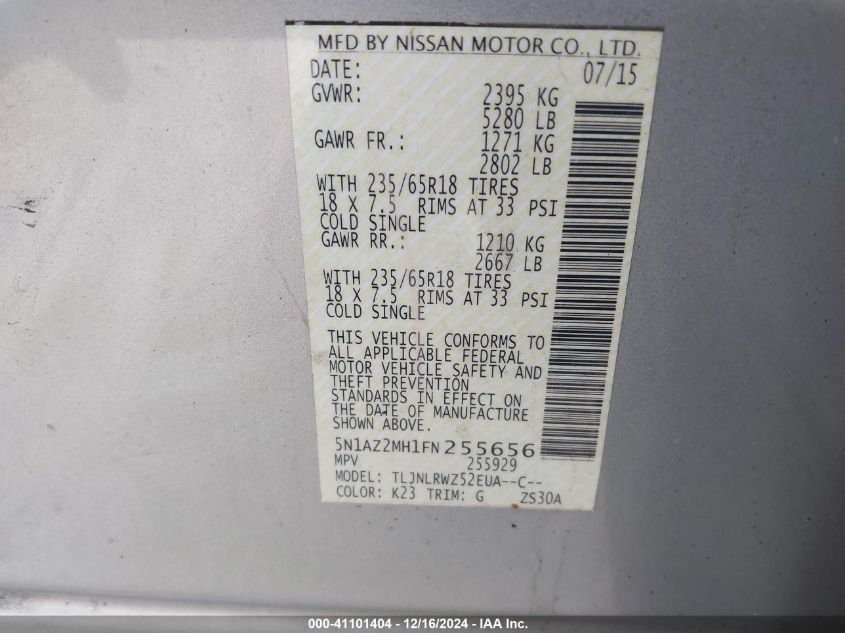 MFD BY NISSAN MOTOR CO., LTD.
DATE: 07/15
GVWR: 2395 KG
5280 LB
GAWR FR.: 1271 KG
2802 LB
WITH 235/65R18 TIRES
18 X 7.5 RIMS AT 33 PSI
COLD SINGLE
GAWR RR.: 1210 KG
2667 LB
WITH 235/65R18 TIRES
18 X 7.5 RIMS AT 33 PSI
COLD SINGLE
THIS VEHICLE CONFORMS TO
ALL APPLICABLE FEDERAL
MOTOR VEHICLE SAFETY AND
THEFT PREVENTION
STANDARDS IN EFFECT ON
THE DATE OF MANUFACTURE
SHOWN ABOVE.
5N1AZ2MH1FN255656
MPV 255929
MODEL: TLJNLRWZ52EUA--C--
COLOR: K23 TRIM: G ZS30A
000-41101404 - 12/16/2024 - IAA Inc.